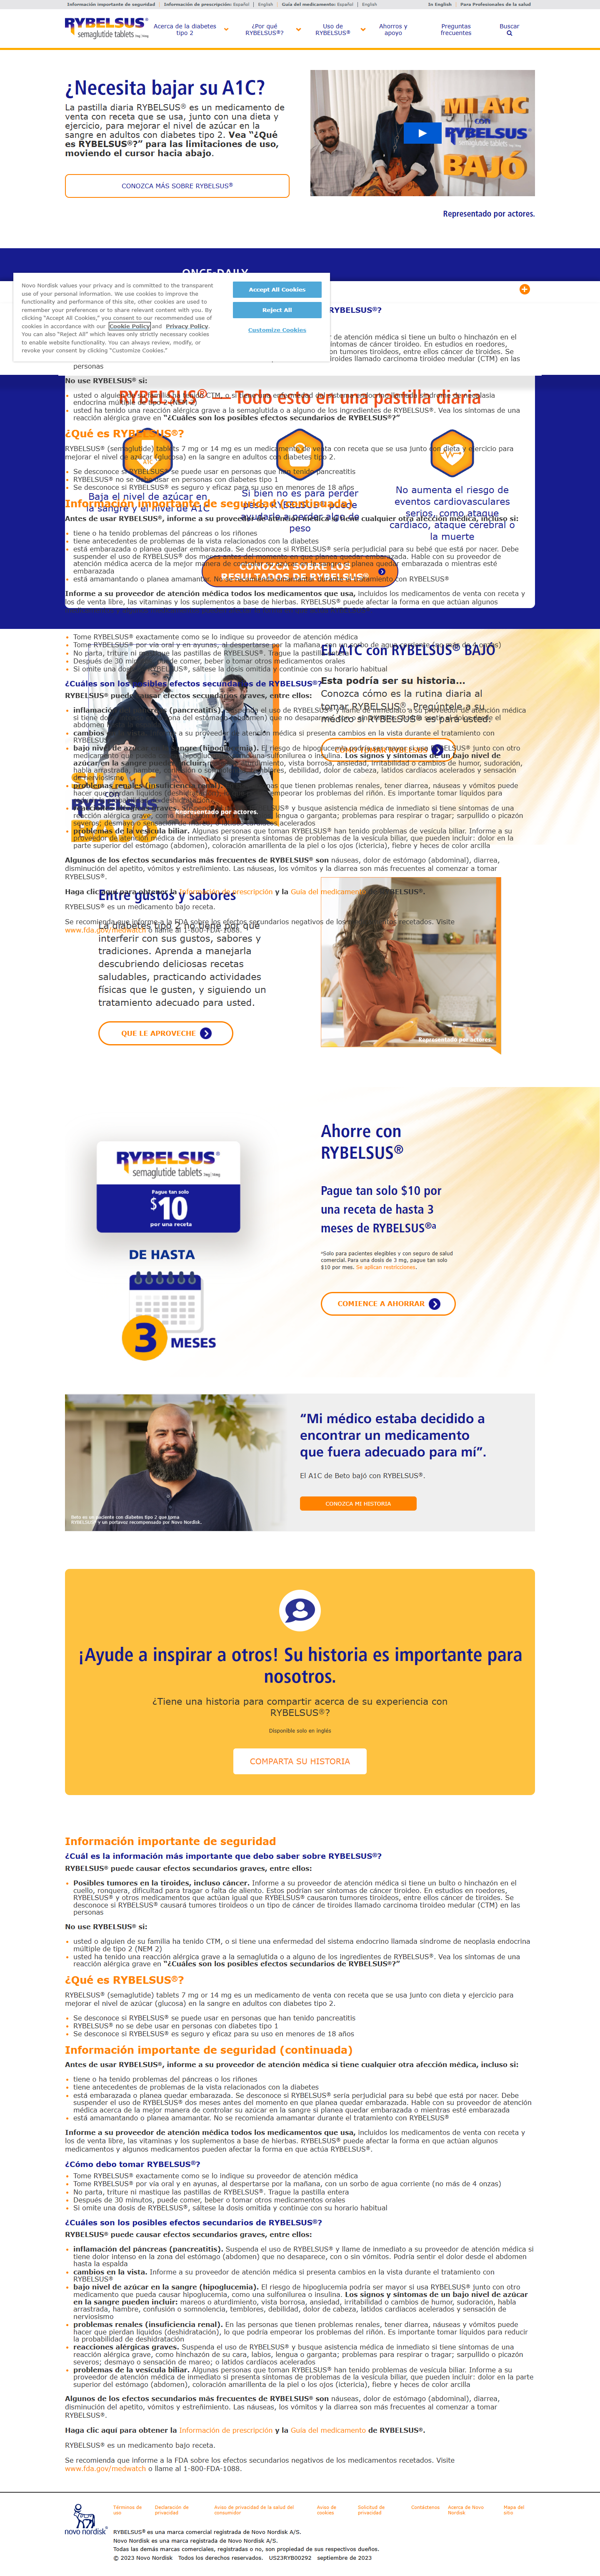 Información importante de seguridad | Información de prescripción: Español | English | Guía del medicamento: Español | English
In English | Para Profesionales de la salud
RYBELSUS®
semaglutide tablets
Acerca de la diabetes tipo 2
¿Por qué RYBELSUS®?
Uso de RYBELSUS®
Ahorros y apoyo
Preguntas frecuentes
Buscar
¿Necesita bajar su A1C?
La pastilla diaria RYBELSUS® es un medicamento de
venta con receta que se usa, junto con una dieta y
ejercicio, para mejorar el nivel de azúcar en la
sangre en adultos con diabetes tipo 2. Vea “¿Qué
es RYBELSUS®?” para las limitaciones de uso,
moviendo el cursor hacia abajo.
CONOZCA MÁS SOBRE RYBELSUS®
MI A1C
CON
RYBELSUS®
BAJÓ
Representado por actores.
Novo Nordisk values your privacy and is committed to the transparent
use of your personal information. We use cookies to improve the
functionality and performance of this site, other cookies are used to
remember your preferences or to share relevant content with you. By
clicking “Accept All Cookies,” you consent to our recommended use of
cookies in accordance with our Cookie Policy and Privacy Policy.
You can also “Reject All” which leaves only strictly necessary cookies
to enable website functionality. You can always review, modify, or
revoke your consent by clicking “Customize Cookies.”
Accept All Cookies
Reject All
Customize Cookies
personas
No use RYBELSUS® si:
RYBELSUS® — Todo esto en una pastilla diaria
¿Qué es RYBELSUS®?
Baja el nivel de azúcar en
la sangre y el nivel de A1C
Si bien no es para perder
peso, RYBELSUS® puede
ayudarle a perder algo de
peso
No aumenta el riesgo de
eventos cardiovasculares
serios, como ataque
cardíaco, ataque cerebral o
la muerte
Información importante de seguridad (continuada)
CONOZCA SOBRE LOS
RESULTADOS DE RYBELSUS®
EL A1C con RYBELSUS® BAJÓ
Esta podría ser su historia...
Conozca cómo es la rutina diaria al
tomar RYBELSUS®. Pregúntele a su
médico si RYBELSUS® es para usted.
Algunos de los efectos secundarios más frecuentes de RYBELSUS® son náuseas, dolor de estómago (abdominal), diarrea,
disminución del apetito, vómitos y estreñimiento. Las náuseas, los vómitos y la diarrea son más frecuentes al comenzar a tomar
RYBELSUS®.
Haga clic aquí para obtener la Información de prescripción y la Guía del medicamento de RYBELSUS®.
Entre gustos y sabores
RYBELSUS® es un medicamento bajo receta.
La diabetes tipo 2 no tiene por qué
interferir con sus gustos, sabores y
tradiciones. Aprenda a manejarla
descubriendo deliciosas recetas
saludables, practicando actividades
físicas que le gusten, y siguiendo un
tratamiento adecuado para usted.
QUE LE APROVECHE
Representado por actores.
RYBELSUS®
semaglutide tablets
Pague tan solo
$10
por una receta
DE HASTA
3 MESES
Ahorre con
RYBELSUS®
Pague tan solo $10 por
una receta de hasta 3
meses de RYBELSUS®a
ᵃSolo para pacientes elegibles y con seguro de salud
comercial. Para una dosis de 3 mg, pague tan solo
$10 por mes. Se aplican restricciones.
COMIENCE A AHORRAR
Beto es un paciente con diabetes tipo 2 que toma
RYBELSUS® y un portavoz recompensado por Novo Nordisk.
“Mi médico estaba decidido a
encontrar un medicamento
que fuera adecuado para mí”.
El A1C de Beto bajó con RYBELSUS®.
CONOZCA MI HISTORIA
¡Ayude a inspirar a otros! Su historia es importante para
nosotros.
¿Tiene una historia para compartir acerca de su experiencia con
RYBELSUS®?
Disponible solo en inglés
COMPARTA SU HISTORIA
Información importante de seguridad
¿Cuál es la información más importante que debo saber sobre RYBELSUS®?
RYBELSUS® puede causar efectos secundarios graves, entre ellos:
Posibles tumores en la tiroides, incluso cáncer. Informe a su proveedor de atención médica si tiene un bulto o hinchazón en el
cuello, ronquera, dificultad para tragar o falta de aliento. Estos podrían ser síntomas de cáncer tiroideo. En estudios en roedores,
RYBELSUS® y otros medicamentos que actúan igual que RYBELSUS® causaron tumores tiroideos, entre ellos cáncer de tiroides. Se
desconoce si RYBELSUS® causará tumores tiroideos o un tipo de cáncer de tiroides llamado carcinoma tiroideo medular (CTM) en las
personas
No use RYBELSUS® si:
usted o alguien de su familia ha tenido CTM, o si tiene una enfermedad del sistema endocrino llamada síndrome de neoplasia endocrina
múltiple de tipo 2 (NEM 2)
usted ha tenido una reacción alérgica grave a la semaglutida o a alguno de los ingredientes de RYBELSUS®. Vea los síntomas de una
reacción alérgica grave en “¿Cuáles son los posibles efectos secundarios de RYBELSUS®?”
¿Qué es RYBELSUS®?
RYBELSUS® (semaglutide) tablets 7 mg or 14 mg es un medicamento de venta con receta que se usa junto con dieta y ejercicio para
mejorar el nivel de azúcar (glucosa) en la sangre en adultos con diabetes tipo 2.
Se desconoce si RYBELSUS® se puede usar en personas que han tenido pancreatitis
RYBELSUS® no se debe usar en personas con diabetes tipo 1
Se desconoce si RYBELSUS® es seguro y eficaz para su uso en menores de 18 años
Información importante de seguridad (continuada)
Antes de usar RYBELSUS®, informe a su proveedor de atención médica si tiene cualquier otra afección médica, incluso si:
tiene o ha tenido problemas del páncreas o los riñones
tiene antecedentes de problemas de la vista relacionados con la diabetes
está embarazada o planea quedar embarazada. Se desconoce si RYBELSUS® sería perjudicial para su bebé que está por nacer. Debe
suspender el uso de RYBELSUS® dos meses antes del momento en que planea quedar embarazada. Hable con su proveedor de atención
médica acerca de la mejor manera de controlar su azúcar en la sangre si planea quedar embarazada o mientras esté embarazada
está amamantando o planea amamantar. No se recomienda amamantar durante el tratamiento con RYBELSUS®
Informe a su proveedor de atención médica todos los medicamentos que usa, incluidos los medicamentos de venta con receta y
los de venta libre, las vitaminas y los suplementos a base de hierbas. RYBELSUS® puede afectar la forma en que actúan algunos
medicamentos y algunos medicamentos pueden afectar la forma en que actúa RYBELSUS®.
¿Cómo debo tomar RYBELSUS®?
Tome RYBELSUS® exactamente como se lo indique su proveedor de atención médica
Tome RYBELSUS® por vía oral y en ayunas, al despertarse por la mañana, con un sorbo de agua corriente (no más de 4 onzas)
No parta, triture ni mastique las pastillas de RYBELSUS®. Trague la pastilla entera
Después de 30 minutos, puede comer, beber o tomar otros medicamentos orales
Si omite una dosis de RYBELSUS®, sáltese la dosis omitida y continúe con su horario habitual
¿Cuáles son los posibles efectos secundarios de RYBELSUS®?
RYBELSUS® puede causar efectos secundarios graves, entre ellos:
inflamación del páncreas (pancreatitis). Suspenda el uso de RYBELSUS® y llame de inmediato a su proveedor de atención médica si
tiene dolor intenso en la zona del estómago (abdomen) que no desaparece, con o sin vómitos. Podría sentir el dolor desde el abdomen
hasta la espalda
cambios en la vista. Informe a su proveedor de atención médica si presenta cambios en la vista durante el tratamiento con
RYBELSUS®
bajo nivel de azúcar en la sangre (hipoglucemia). El riesgo de hipoglucemia podría ser mayor si usa RYBELSUS® junto con otro
medicamento que pueda causar hipoglucemia, como una sulfonilurea o insulina. Los signos y síntomas de un bajo nivel de azúcar
en la sangre pueden incluir: mareos o aturdimiento, vista borrosa, ansiedad, irritabilidad o cambios de humor, sudoración, habla
arrastrada, hambre, confusión o somnolencia, temblores, debilidad, dolor de cabeza, latidos cardíacos acelerados y sensación de
nerviosismo
problemas renales (insuficiencia renal). En las personas que tienen problemas renales, tener diarrea, náuseas y vómitos puede
hacer que pierdan líquidos (deshidratación), lo que podría empeorar los problemas del riñón. Es importante tomar líquidos para reducir
la probabilidad de deshidratación
reacciones alérgicas graves. Suspenda el uso de RYBELSUS® y busque asistencia médica de inmediato si tiene síntomas de una
reacción alérgica grave, como hinchazón de su cara, labios, lengua o garganta; problemas para respirar o tragar; sarpullido o picazón
severos; desmayo o sensación de mareo; o latidos cardíacos acelerados
problemas de la vesícula biliar. Algunas personas que toman RYBELSUS® han tenido problemas de vesícula biliar. Informe a su
proveedor de atención médica de inmediato si presenta síntomas de problemas de la vesícula biliar, que pueden incluir: dolor en la parte
superior del estómago (abdomen), coloración amarillenta de la piel o los ojos (ictericia), fiebre y heces de color arcilla
Algunos de los efectos secundarios más frecuentes de RYBELSUS® son náuseas, dolor de estómago (abdominal), diarrea,
disminución del apetito, vómitos y estreñimiento. Las náuseas, los vómitos y la diarrea son más frecuentes al comenzar a tomar
RYBELSUS®.
Haga clic aquí para obtener la Información de prescripción y la Guía del medicamento de RYBELSUS®.
RYBELSUS® es un medicamento bajo receta.
Se recomienda que informe a la FDA sobre los efectos secundarios negativos de los medicamentos recetados. Visite
www.fda.gov/medwatch o llame al 1-800-FDA-1088.
novo nordisk®
Términos de uso
Declaración de privacidad
Aviso de privacidad de la salud del consumidor
Aviso de cookies
Solicitud de privacidad
Contáctenos
Acerca de Novo Nordisk
Mapa del sitio
RYBELSUS® es una marca comercial registrada de Novo Nordisk A/S.
Novo Nordisk es una marca registrada de Novo Nordisk A/S.
Todas las demás marcas comerciales, registradas o no, son propiedad de sus respectivos dueños.
© 2023 Novo Nordisk Todos los derechos reservados. US23RYB00292 septiembre de 2023